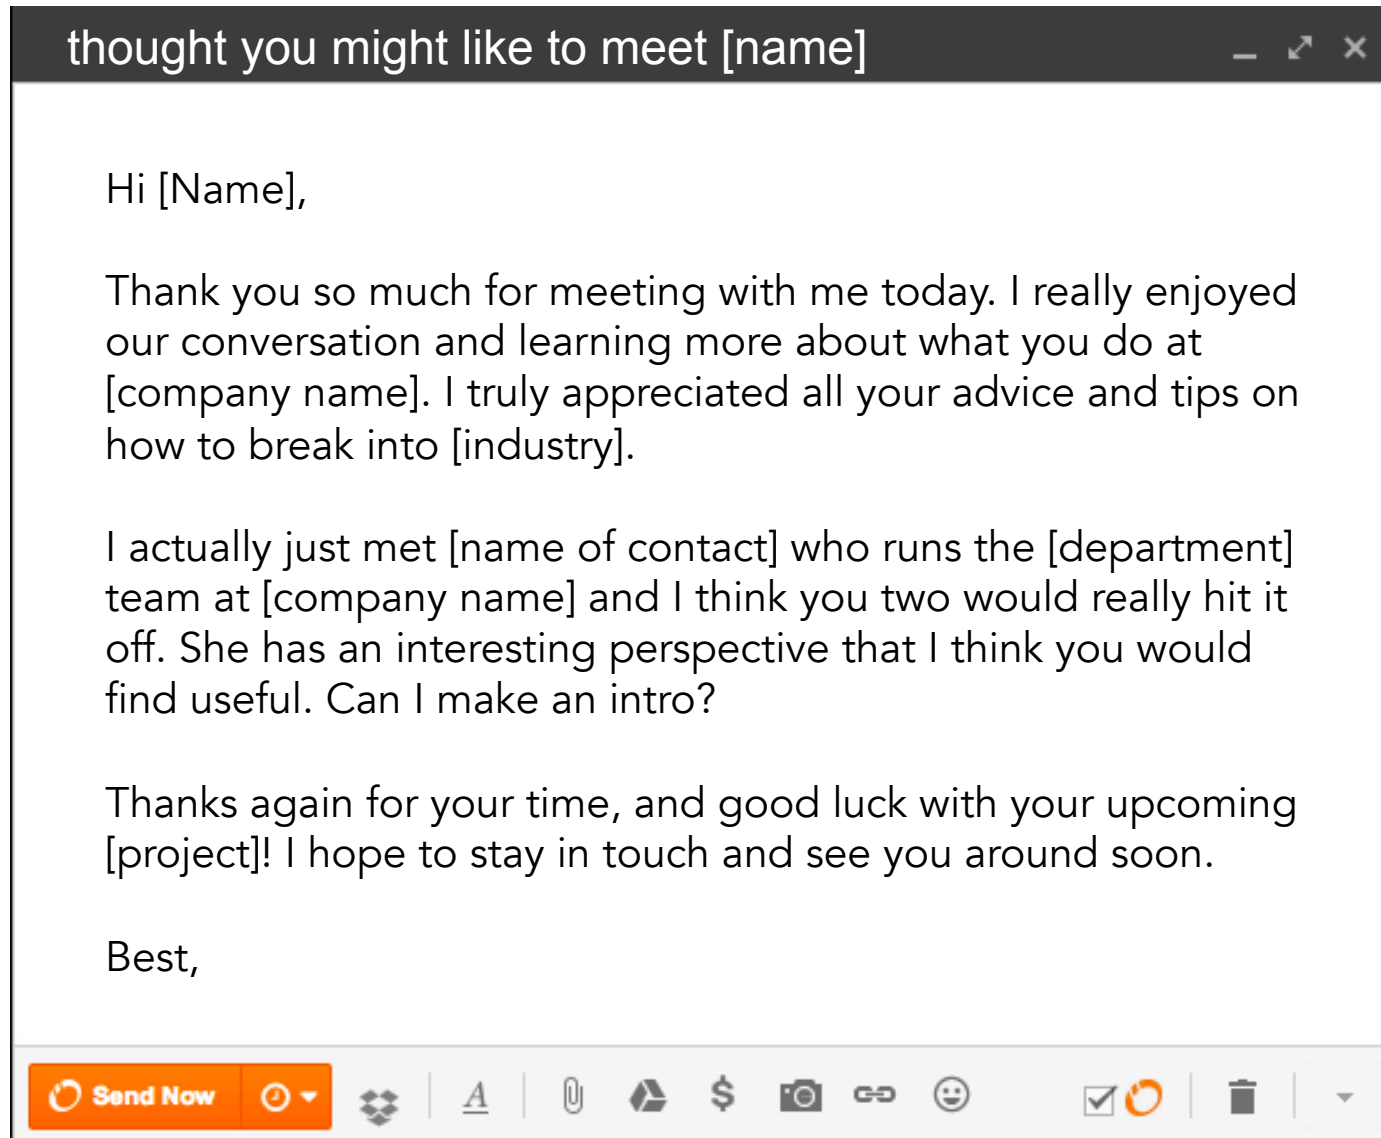 thought you might like to meet [name]
Hi [Name],
Thank you so much for meeting with me today. I really enjoyed
our conversation and learning more about what you do at
[company name]. I truly appreciated all your advice and tips on
how to break into [industry].
I actually just met [name of contact] who runs the [department]
team at [company name] and I think you two would really hit it
off. She has an interesting perspective that I think you would
find useful. Can I make an intro?
Thanks again for your time, and good luck with your upcoming
[project]! I hope to stay in touch and see you around soon.
Best,
Send Now